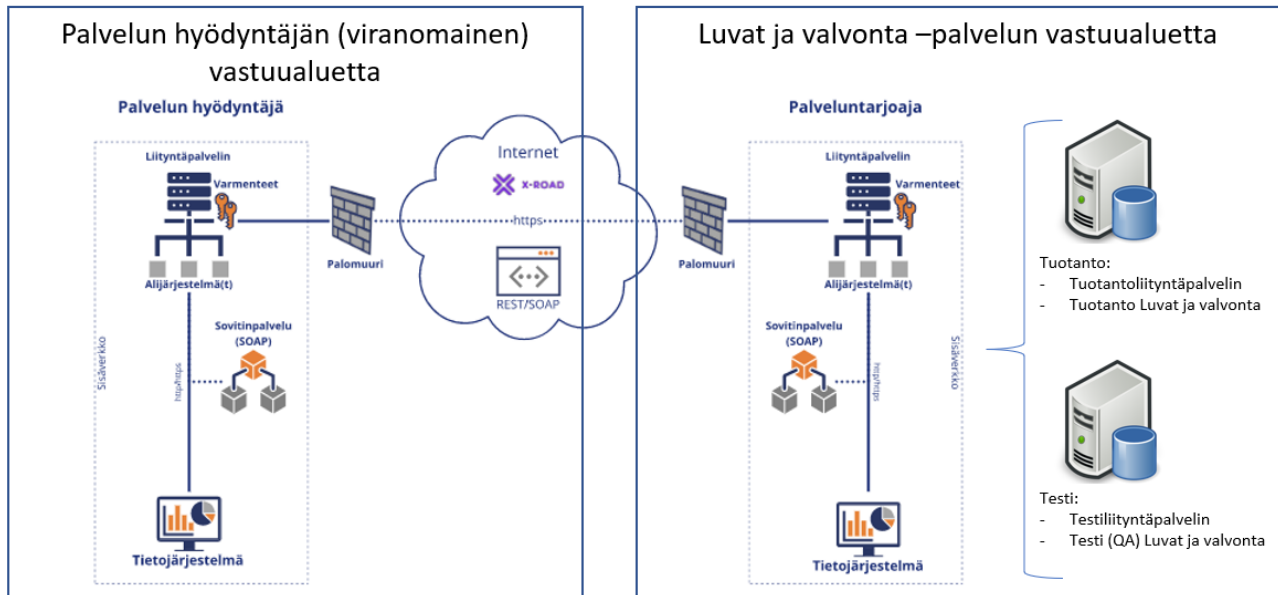 Palvelun hyödyntäjän (viranomainen)
vastuualuetta
Palvelun hyödyntäjä
Liityntäpalvelin
Varmenteet
Palomuuri
Alijärjestelmä(t)
Sovitinpalvelu
(SOAP)
Sisäverkko
http/https
Tietojärjestelmä
Internet
X-ROAD
https
REST/SOAP
Luvat ja valvonta –palvelun vastuualuetta
Palveluntarjoaja
Liityntäpalvelin
Varmenteet
Palomuuri
Alijärjestelmä(t)
Sovitinpalvelu
(SOAP)
http/https
Sisäverkko
Tietojärjestelmä
Tuotanto:
- Tuotantoliityntäpalvelin
- Tuotanto Luvat ja valvonta
Testi:
- Testiliityntäpalvelin
- Testi (QA) Luvat ja valvonta